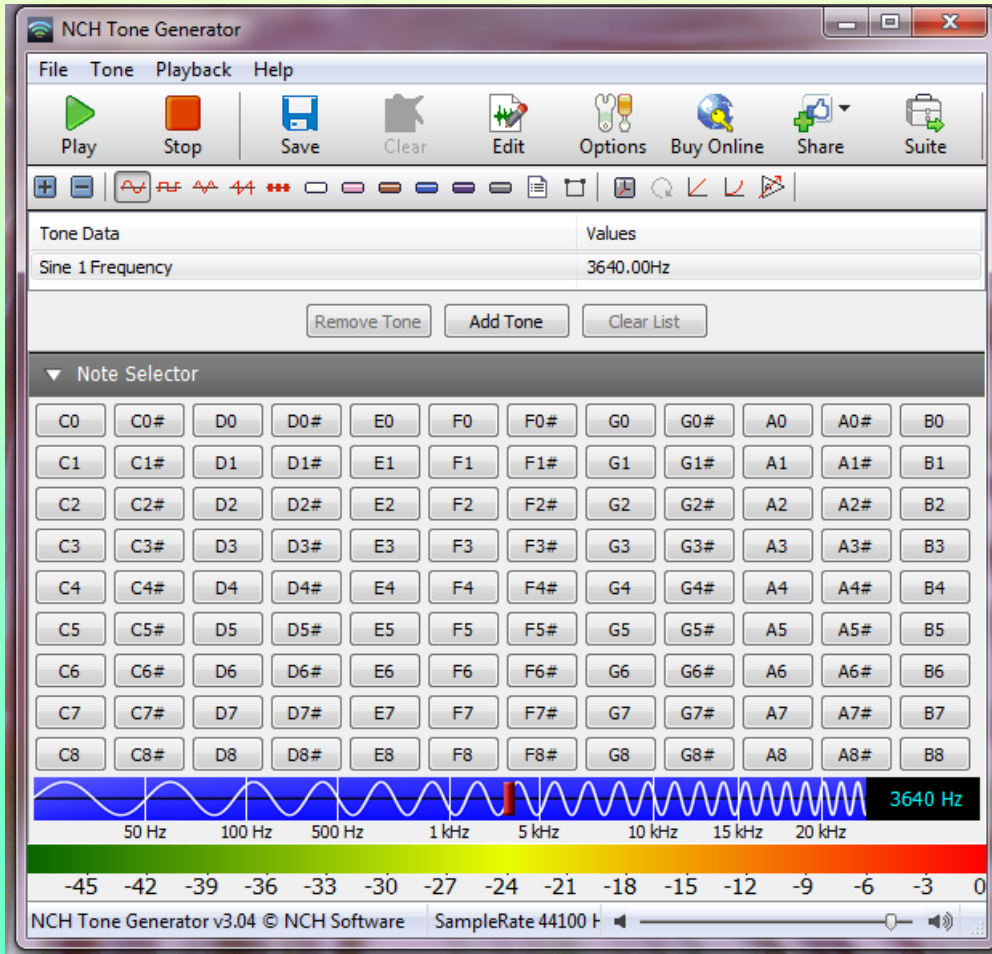 NCH Tone Generator
File Tone Playback Help
Play Stop Save Clear Edit Options Buy Online Share Suite
Tone Data Values
Sine 1 Frequency 3640.00Hz
Remove Tone Add Tone Clear List
Note Selector
C0 C0# D0 D0# E0 F0 F0# G0 G0# A0 A0# B0
C1 C1# D1 D1# E1 F1 F1# G1 G1# A1 A1# B1
C2 C2# D2 D2# E2 F2 F2# G2 G2# A2 A2# B2
C3 C3# D3 D3# E3 F3 F3# G3 G3# A3 A3# B3
C4 C4# D4 D4# E4 F4 F4# G4 G4# A4 A4# B4
C5 C5# D5 D5# E5 F5 F5# G5 G5# A5 A5# B5
C6 C6# D6 D6# E6 F6 F6# G6 G6# A6 A6# B6
C7 C7# D7 D7# E7 F7 F7# G7 G7# A7 A7# B7
C8 C8# D8 D8# E8 F8 F8# G8 G8# A8 A8# B8
3640 Hz
50 Hz 100 Hz 500 Hz 1 kHz 5 kHz 10 kHz 15 kHz 20 kHz
-45 -42 -39 -36 -33 -30 -27 -24 -21 -18 -15 -12 -9 -6 -3 0
NCH Tone Generator v3.04 © NCH Software SampleRate 44100 H